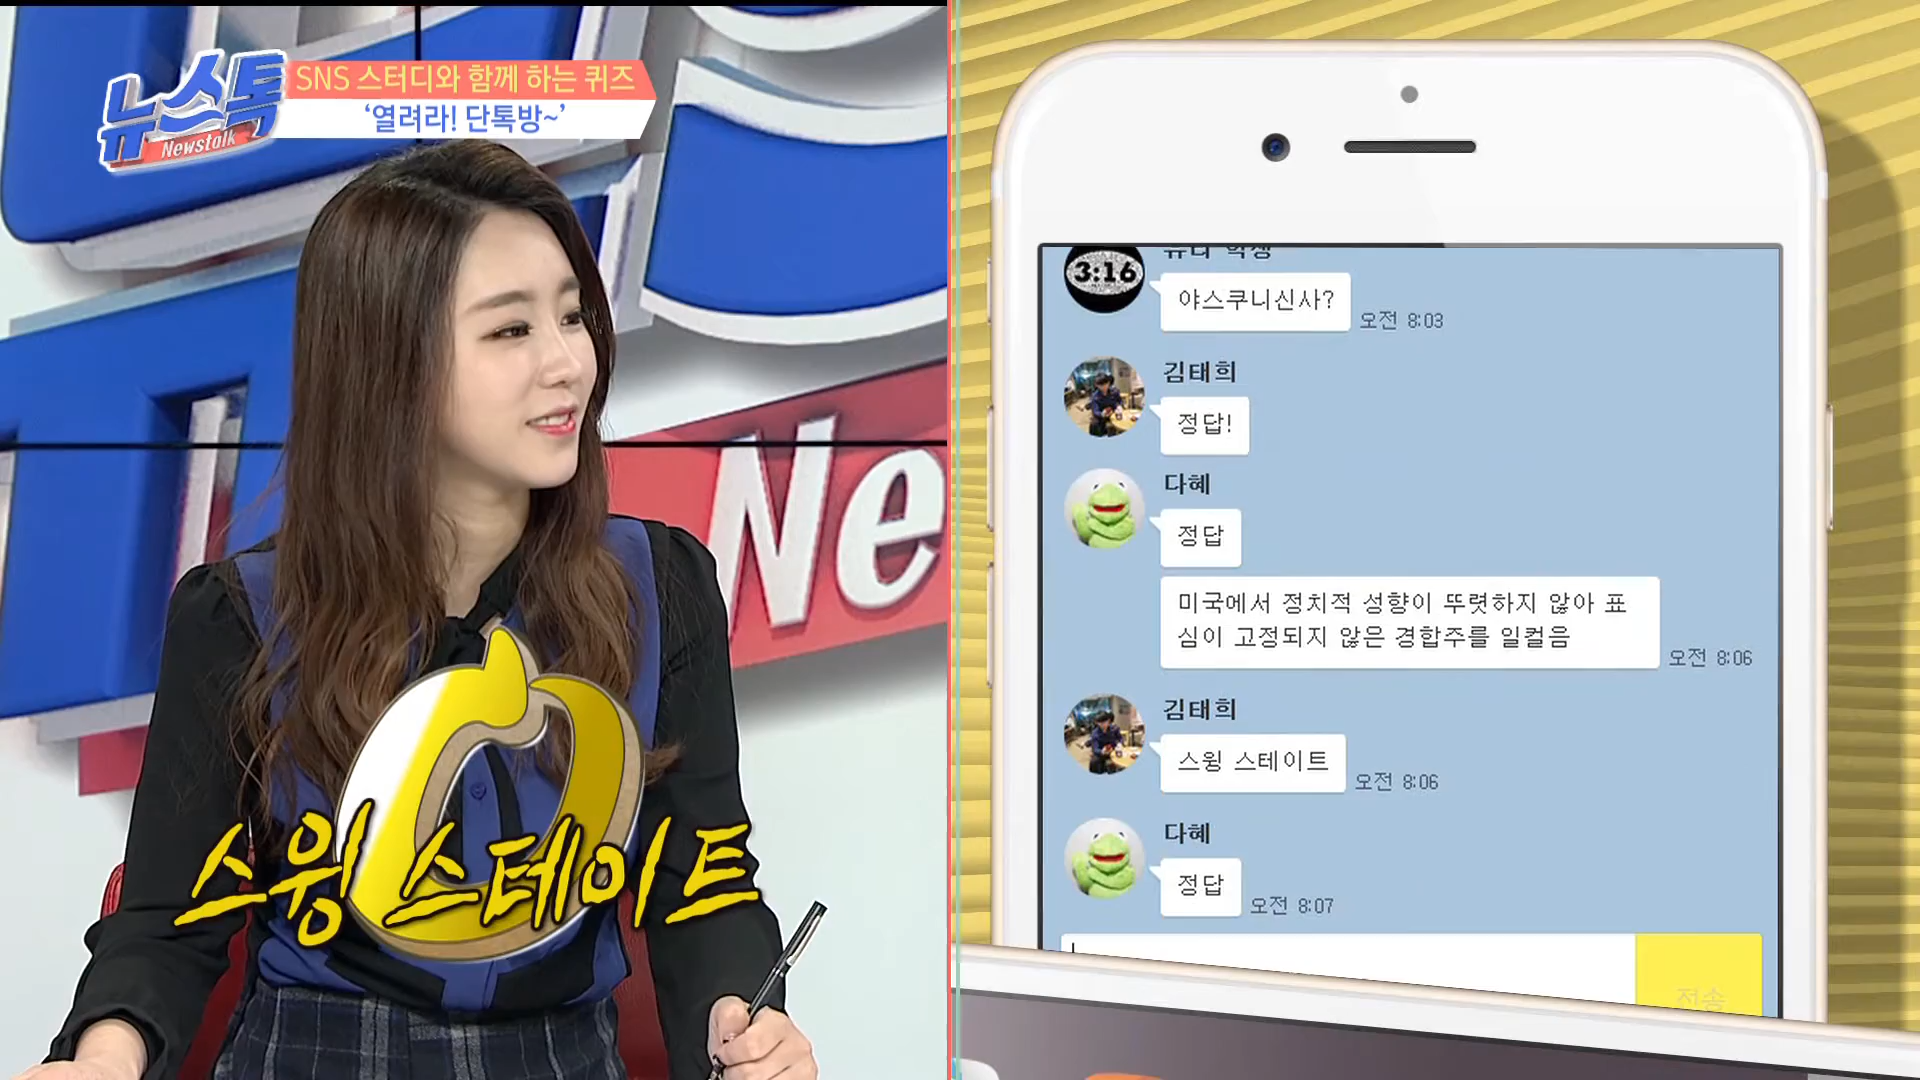 뉴스톡
Newstalk
SNS 스터디와 함께 하는 퀴즈
‘열려라! 단톡방~’
Ne
스윙 스테이트
3:16
야스쿠니신사?
오전 8:03
김태희
정답!
다혜
정답
미국에서 정치적 성향이 뚜렷하지 않아 표
심이 고정되지 않은 경합주를 일컬음
오전 8:06
김태희
스윙 스테이트
오전 8:06
다혜
정답
오전 8:07
전송